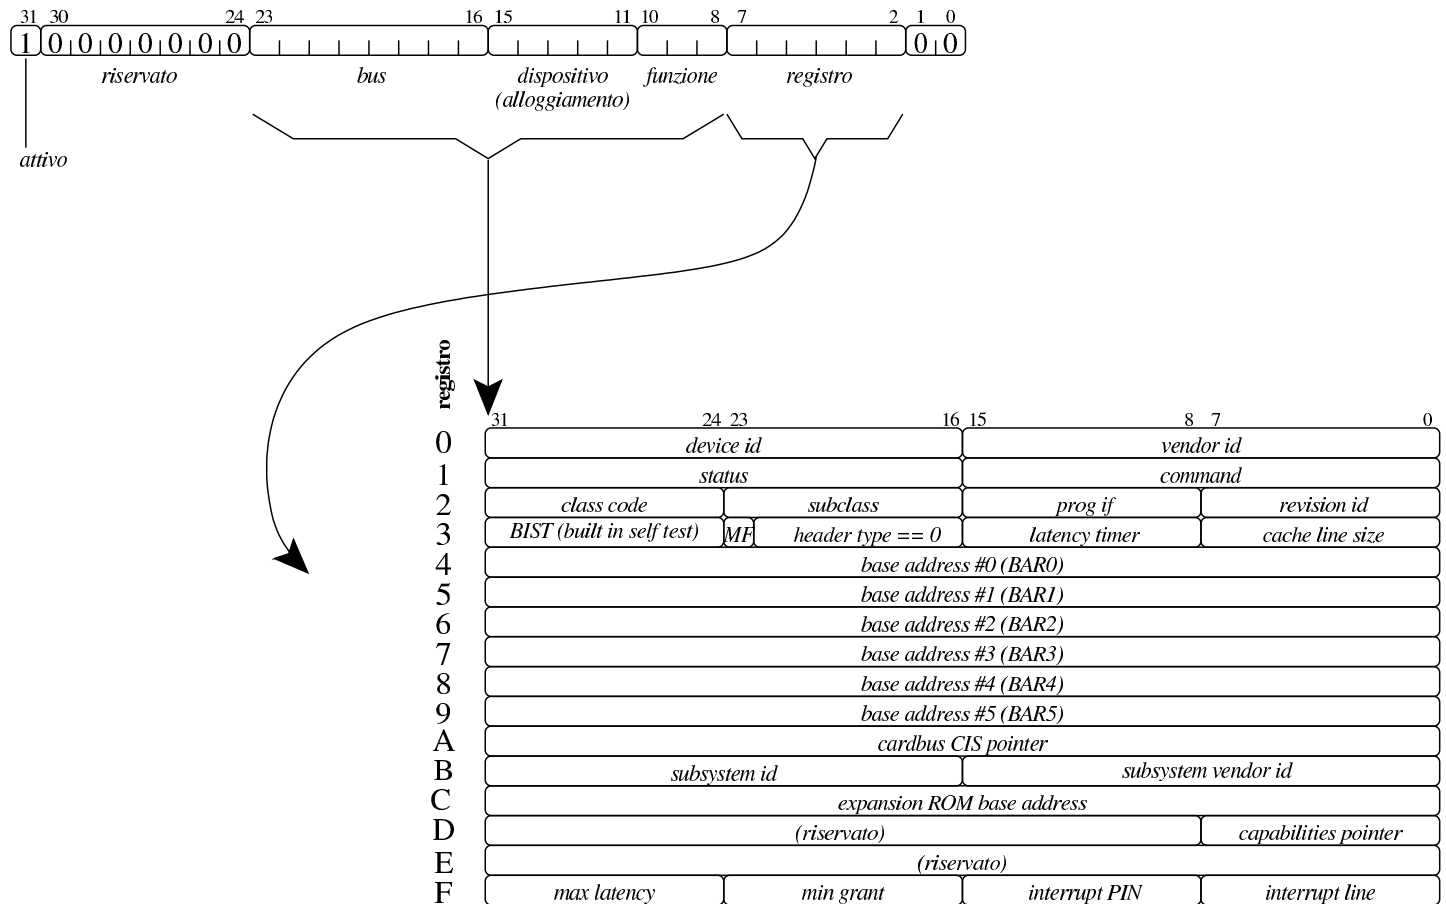 31 30 24 23 16 15 11 10 8 7 2 1 0
1 0 0 0 0 0 0 0 0 0
riservato bus dispositivo funzione registro
(alloggiamento)
attivo
registro
31 24 23 16 15 8 7 0
0 device id vendor id
1 status command
2 class code subclass prog if revision id
3 BIST (built in self test) MF header type == 0 latency timer cache line size
4 base address #0 (BAR0)
5 base address #1 (BAR1)
6 base address #2 (BAR2)
7 base address #3 (BAR3)
8 base address #4 (BAR4)
9 base address #5 (BAR5)
A cardbus CIS pointer
B subsystem id subsystem vendor id
C expansion ROM base address
D (riservato) capabilities pointer
E (riservato)
F max latency min grant interrupt PIN interrupt line